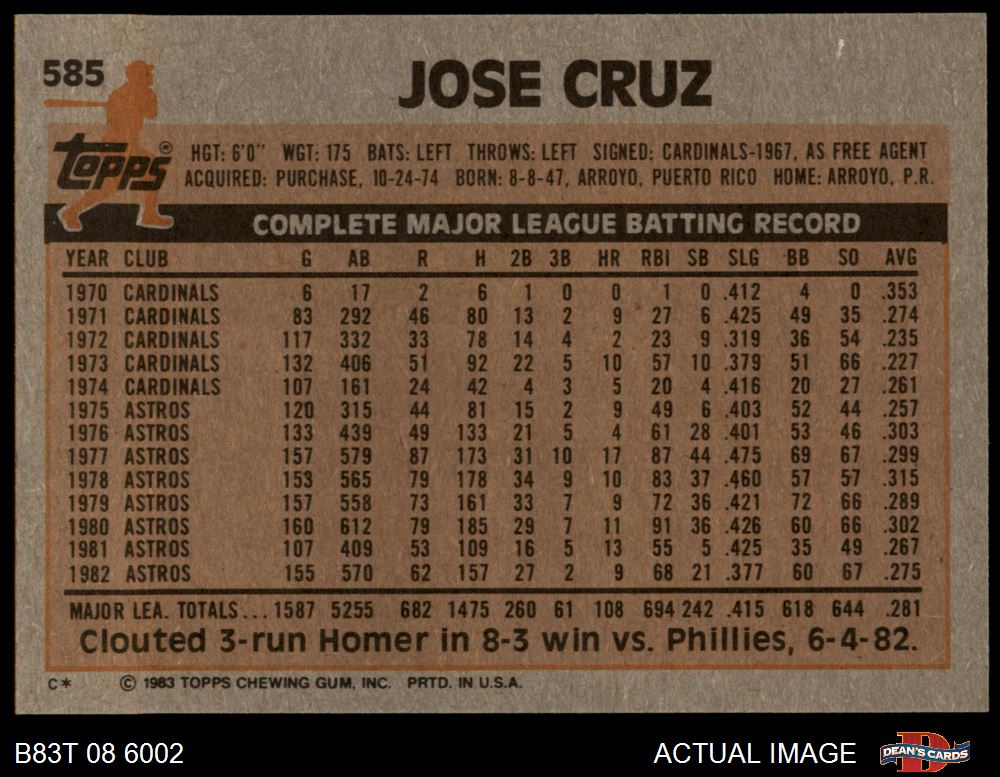 585
JOSE CRUZ
Topps®
HGT: 6'0" WGT: 175 BATS: LEFT THROWS: LEFT SIGNED: CARDINALS-1967, AS FREE AGENT
ACQUIRED: PURCHASE, 10-24-74 BORN: 8-8-47, ARROYO, PUERTO RICO HOME: ARROYO, P.R.
COMPLETE MAJOR LEAGUE BATTING RECORD
YEAR CLUB G AB R H 2B 3B HR RBI SB SLG BB SO AVG
1970 CARDINALS 6 17 2 6 1 0 0 1 0 .412 4 0 .353
1971 CARDINALS 83 292 46 80 13 2 9 27 6 .425 49 35 .274
1972 CARDINALS 117 332 33 78 14 4 2 23 9 .319 36 54 .235
1973 CARDINALS 132 406 51 92 22 5 10 57 10 .379 51 66 .227
1974 CARDINALS 107 161 24 42 4 3 5 20 4 .416 20 27 .261
1975 ASTROS 120 315 44 81 15 2 9 49 6 .403 52 44 .257
1976 ASTROS 133 439 49 133 21 5 4 61 28 .401 53 46 .303
1977 ASTROS 157 579 87 173 31 10 17 87 44 .475 69 67 .299
1978 ASTROS 153 565 79 178 34 9 10 83 37 .460 57 57 .315
1979 ASTROS 157 558 73 161 33 7 9 72 36 .421 72 66 .289
1980 ASTROS 160 612 79 185 29 7 11 91 36 .426 60 66 .302
1981 ASTROS 107 409 53 109 16 5 13 55 5 .425 35 49 .267
1982 ASTROS 155 570 62 157 27 2 9 68 21 .377 60 67 .275
MAJOR LEA. TOTALS... 1587 5255 682 1475 260 61 108 694 242 .415 618 644 .281
Clouted 3-run Homer in 8-3 win vs. Phillies, 6-4-82.
C* © 1983 TOPPS CHEWING GUM, INC. PRTD. IN U.S.A.
B83T 08 6002 ACTUAL IMAGE D DEAN'S CARDS